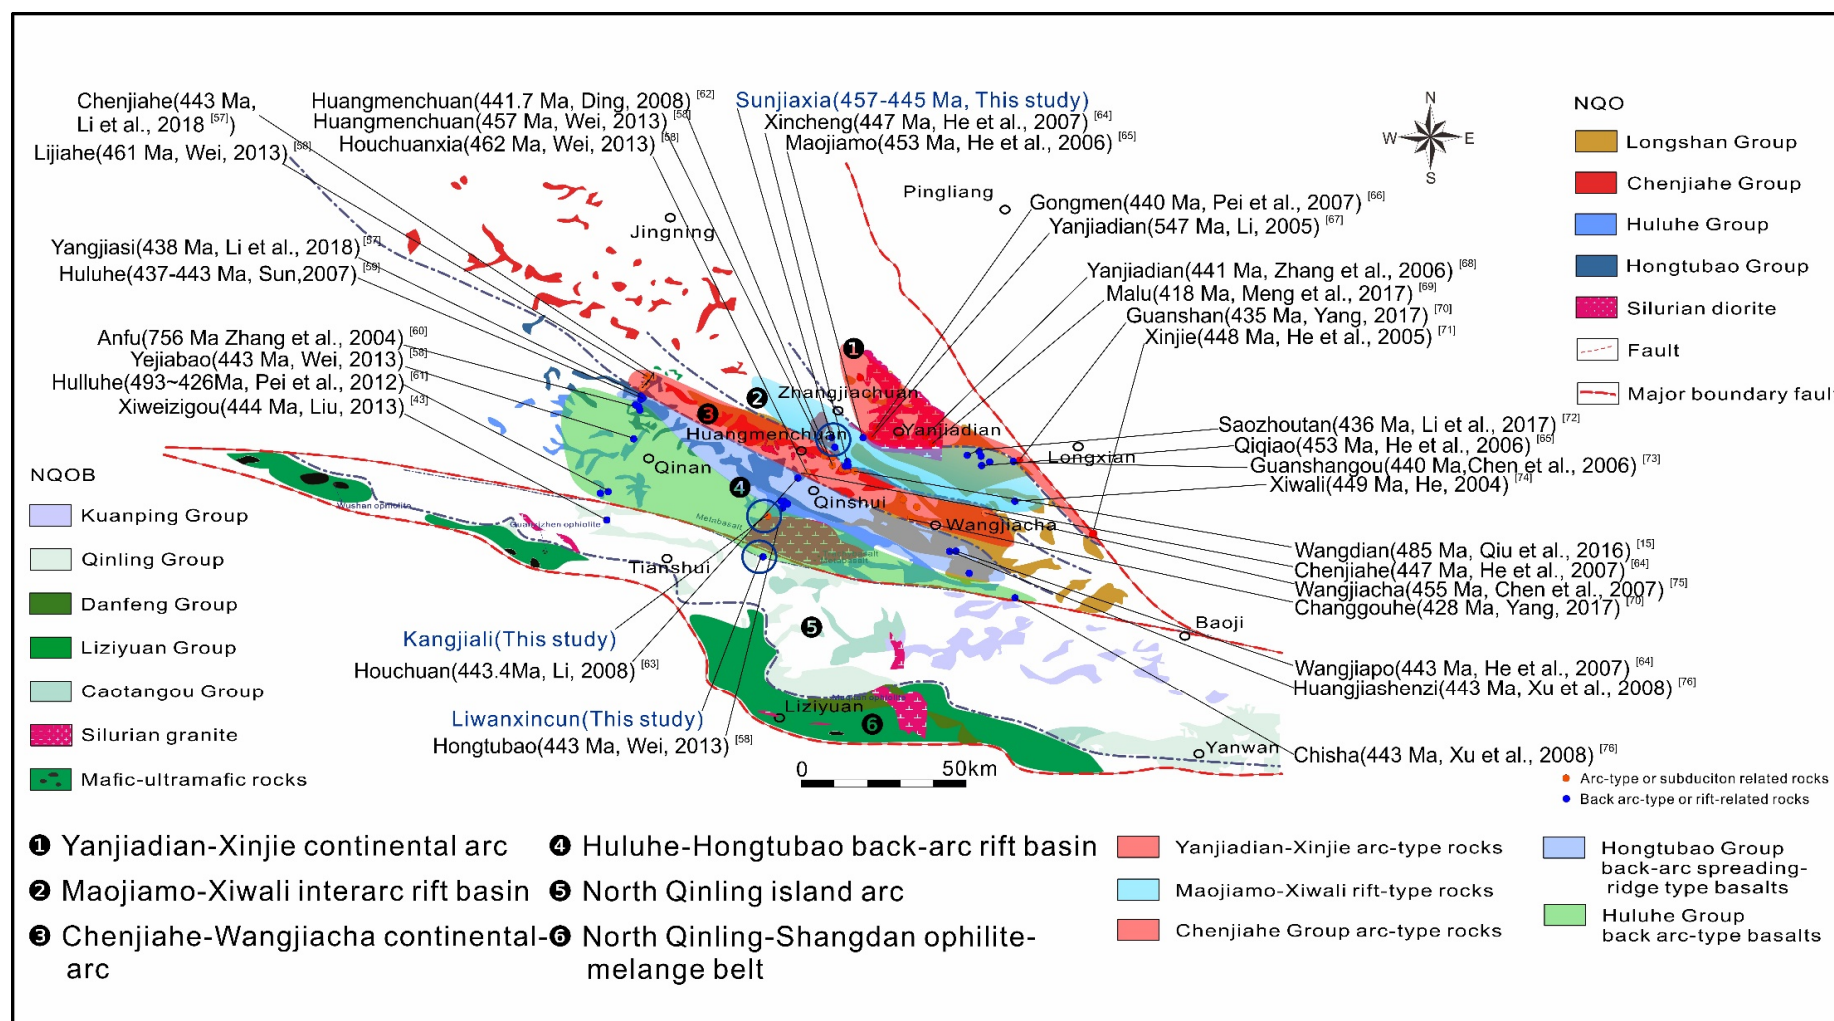 Chenjiahe(443 Ma,
Li et al., 2018 [57])
Lijiahe(461 Ma, Wei, 2013) [58]
Huangmenchuan(441.7 Ma, Ding, 2008) [62]
Huangmenchuan(457 Ma, Wei, 2013) [58]
Houchuanxia(462 Ma, Wei, 2013) [58]
Sunjiaxia(457-445 Ma, This study)
Xincheng(447 Ma, He et al., 2007) [64]
Maojiamo(453 Ma, He et al., 2006) [65]
Pingliang
Jingning
Gongmen(440 Ma, Pei et al., 2007) [66]
Yanjiadian(547 Ma, Li, 2005) [67]
Yanjiadian(441 Ma, Zhang et al., 2006) [68]
Malu(418 Ma, Meng et al., 2017) [69]
Guanshan(435 Ma, Yang, 2017) [70]
Xinjie(448 Ma, He et al., 2005) [71]
N
W E
S
NQO
Longshan Group
Chenjiahe Group
Huluhe Group
Hongtubao Group
Silurian diorite
Fault
Major boundary fault
Yangjiasi(438 Ma, Li et al., 2018) [57]
Huluhe(437-443 Ma, Sun,2007) [59]
Anfu(756 Ma Zhang et al., 2004) [60]
Yejiabao(443 Ma, Wei, 2013) [58]
Hulluhe(493~426Ma, Pei et al., 2012) [61]
Xiweizigou(444 Ma, Liu, 2013) [43]
❶
❷
Zhangjiachuan
❸
Huangmenchuan
Yanjiadian
Longxian
Qinan
❹
Qinshui
Wangjiacha
Wushan ophiolite
Guanzizhen ophiolite
Metabasalt
Tianshui
❺
Baoji
Liziyuan
❻
Yanwan
Saozhoutan(436 Ma, Li et al., 2017) [72]
Qiqiao(453 Ma, He et al., 2006) [65]
Guanshangou(440 Ma,Chen et al., 2006) [73]
Xiwali(449 Ma, He, 2004) [74]
Wangdian(485 Ma, Qiu et al., 2016) [15]
Chenjiahe(447 Ma, He et al., 2007) [64]
Wangjiacha(455 Ma, Chen et al., 2007) [75]
Changgouhe(428 Ma, Yang, 2017) [70]
Wangjiapo(443 Ma, He et al., 2007) [64]
Huangjiashenzi(443 Ma, Xu et al., 2008) [76]
Chisha(443 Ma, Xu et al., 2008) [76]
Kangjiali(This study)
Houchuan(443.4Ma, Li, 2008) [63]
Liwanxincun(This study)
Hongtubao(443 Ma, Wei, 2013) [58]
0 50km
NQOB
Kuanping Group
Qinling Group
Danfeng Group
Liziyuan Group
Caotangou Group
Silurian granite
Mafic-ultramafic rocks
Arc-type or subduciton related rocks
Back arc-type or rift-related rocks
❶ Yanjiadian-Xinjie continental arc
❷ Maojiamo-Xiwali interarc rift basin
❸ Chenjiahe-Wangjiacha continental-
arc
❹ Huluhe-Hongtubao back-arc rift basin
❺ North Qinling island arc
❻ North Qinling-Shangdan ophilite-
melange belt
Yanjiadian-Xinjie arc-type rocks
Maojiamo-Xiwali rift-type rocks
Chenjiahe Group arc-type rocks
Hongtubao Group
back-arc spreading-
ridge type basalts
Huluhe Group
back arc-type basalts